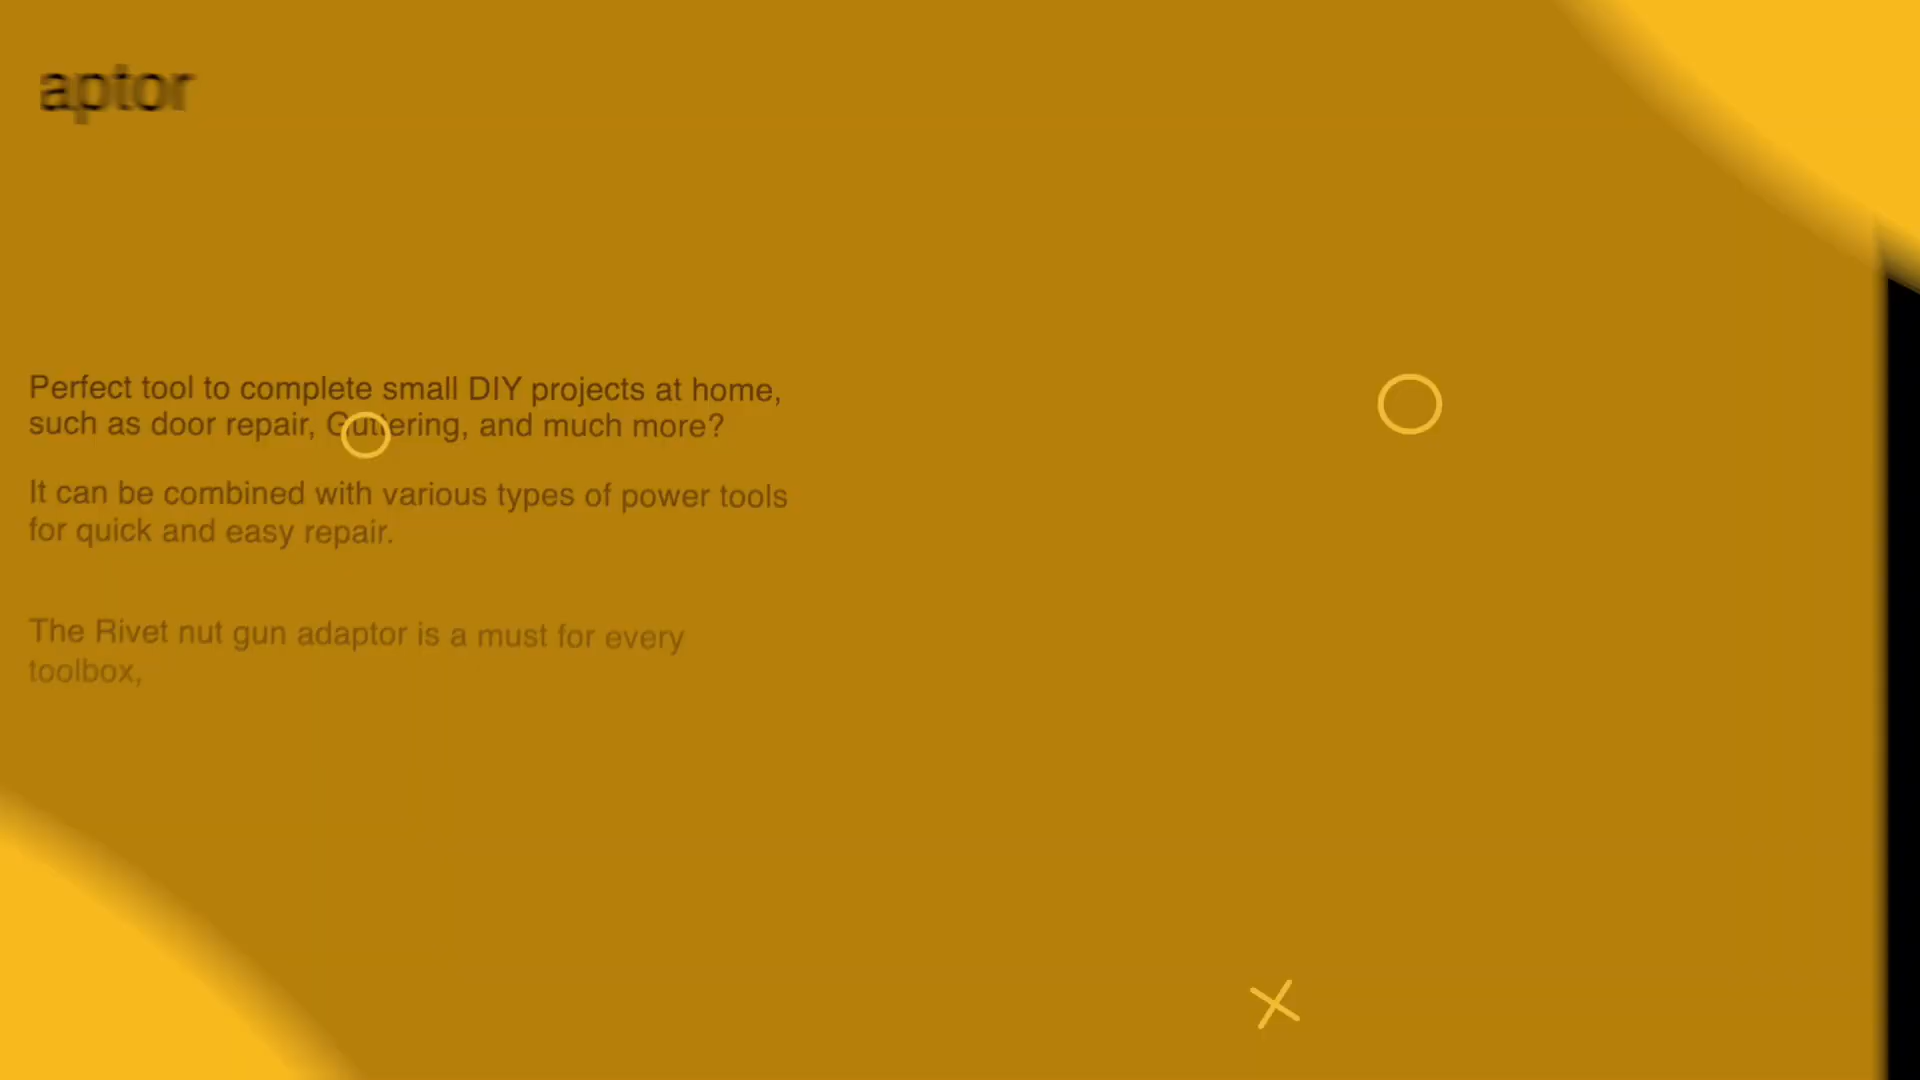 aptor
Perfect tool to complete small DIY projects at home,
such as door repair, Guttering, and much more?
It can be combined with various types of power tools
for quick and easy repair.
The Rivet nut gun adaptor is a must for every
toolbox,